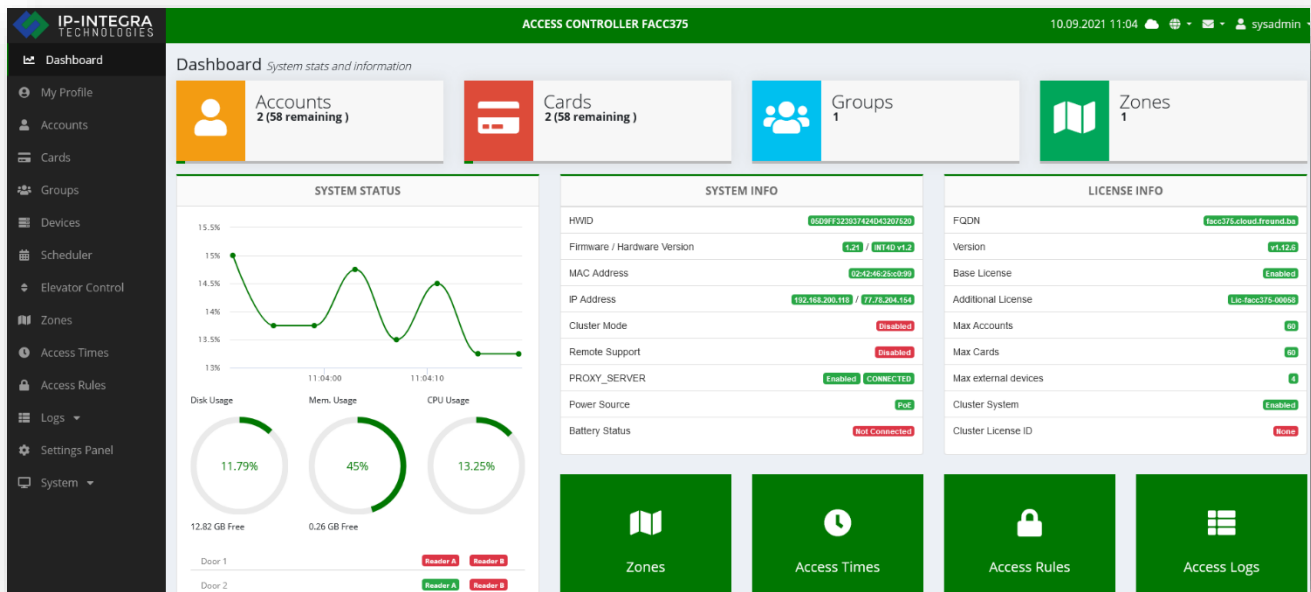 IP-INTEGRA
TECHNOLOGIES
ACCESS CONTROLLER FACC375
10.09.2021 11:04
sysadmin
Dashboard
My Profile
Accounts
Cards
Groups
Devices
Scheduler
Elevator Control
Zones
Access Times
Access Rules
Logs
Settings Panel
System
Dashboard System stats and information
Accounts
2 (58 remaining )
Cards
2 (58 remaining )
Groups
1
Zones
1
SYSTEM STATUS
15.5%
15%
14.5%
14%
13.5%
13%
11:04:00 11:04:10
Disk Usage Mem. Usage CPU Usage
11.79% 45% 13.25%
12.82 GB Free 0.26 GB Free
Door 1 Reader A Reader B
Door 2 Reader A Reader B
SYSTEM INFO
HWID 05D9FF323037424D43207520
Firmware / Hardware Version 1.21 / INT4D v1.2
MAC Address 02:42:46:25:c0:99
IP Address 192.168.200.118 / 77.78.204.154
Cluster Mode Disabled
Remote Support Disabled
PROXY_SERVER Enabled CONNECTED
Power Source PoE
Battery Status Not Connected
LICENSE INFO
FQDN facc375.cloud.freund.ba
Version v1.12.6
Base License Enabled
Additional License Lic-facc375-00058
Max Accounts 60
Max Cards 60
Max external devices 4
Cluster System Enabled
Cluster License ID None
Zones
Access Times
Access Rules
Access Logs